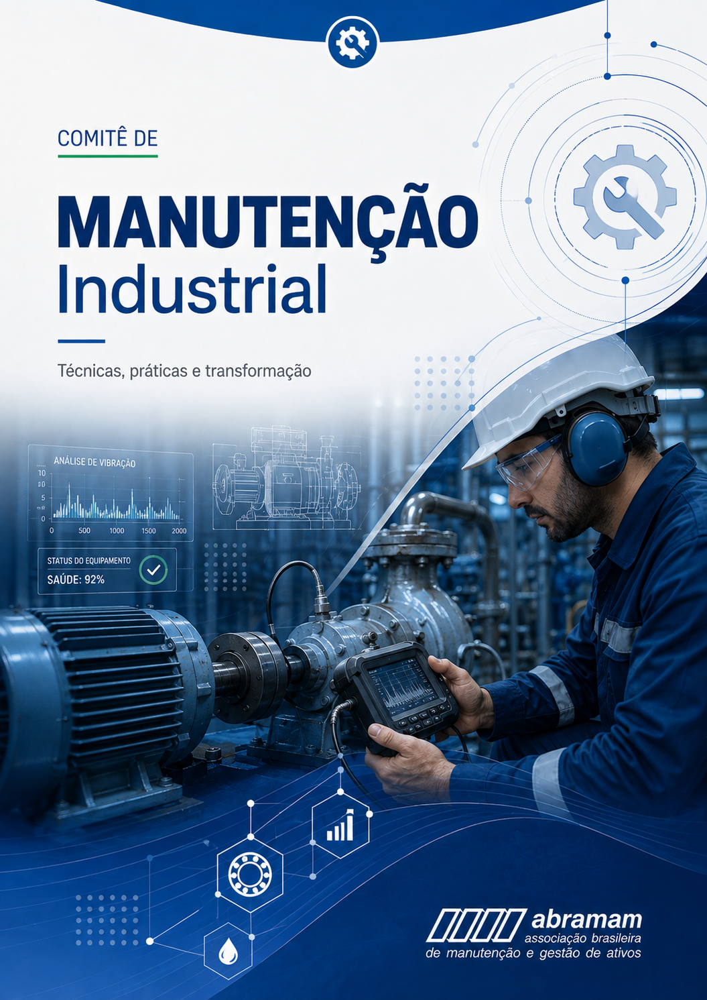 COMITÊ DE
MANUTENÇÃO
Industrial
Técnicas, práticas e transformação
ANÁLISE DE VIBRAÇÃO
10
5
0
0 500 1000 1500 2000
STATUS DO EQUIPAMENTO
SAÚDE: 92%
abramam
associação brasileira
de manutenção e gestão de ativos